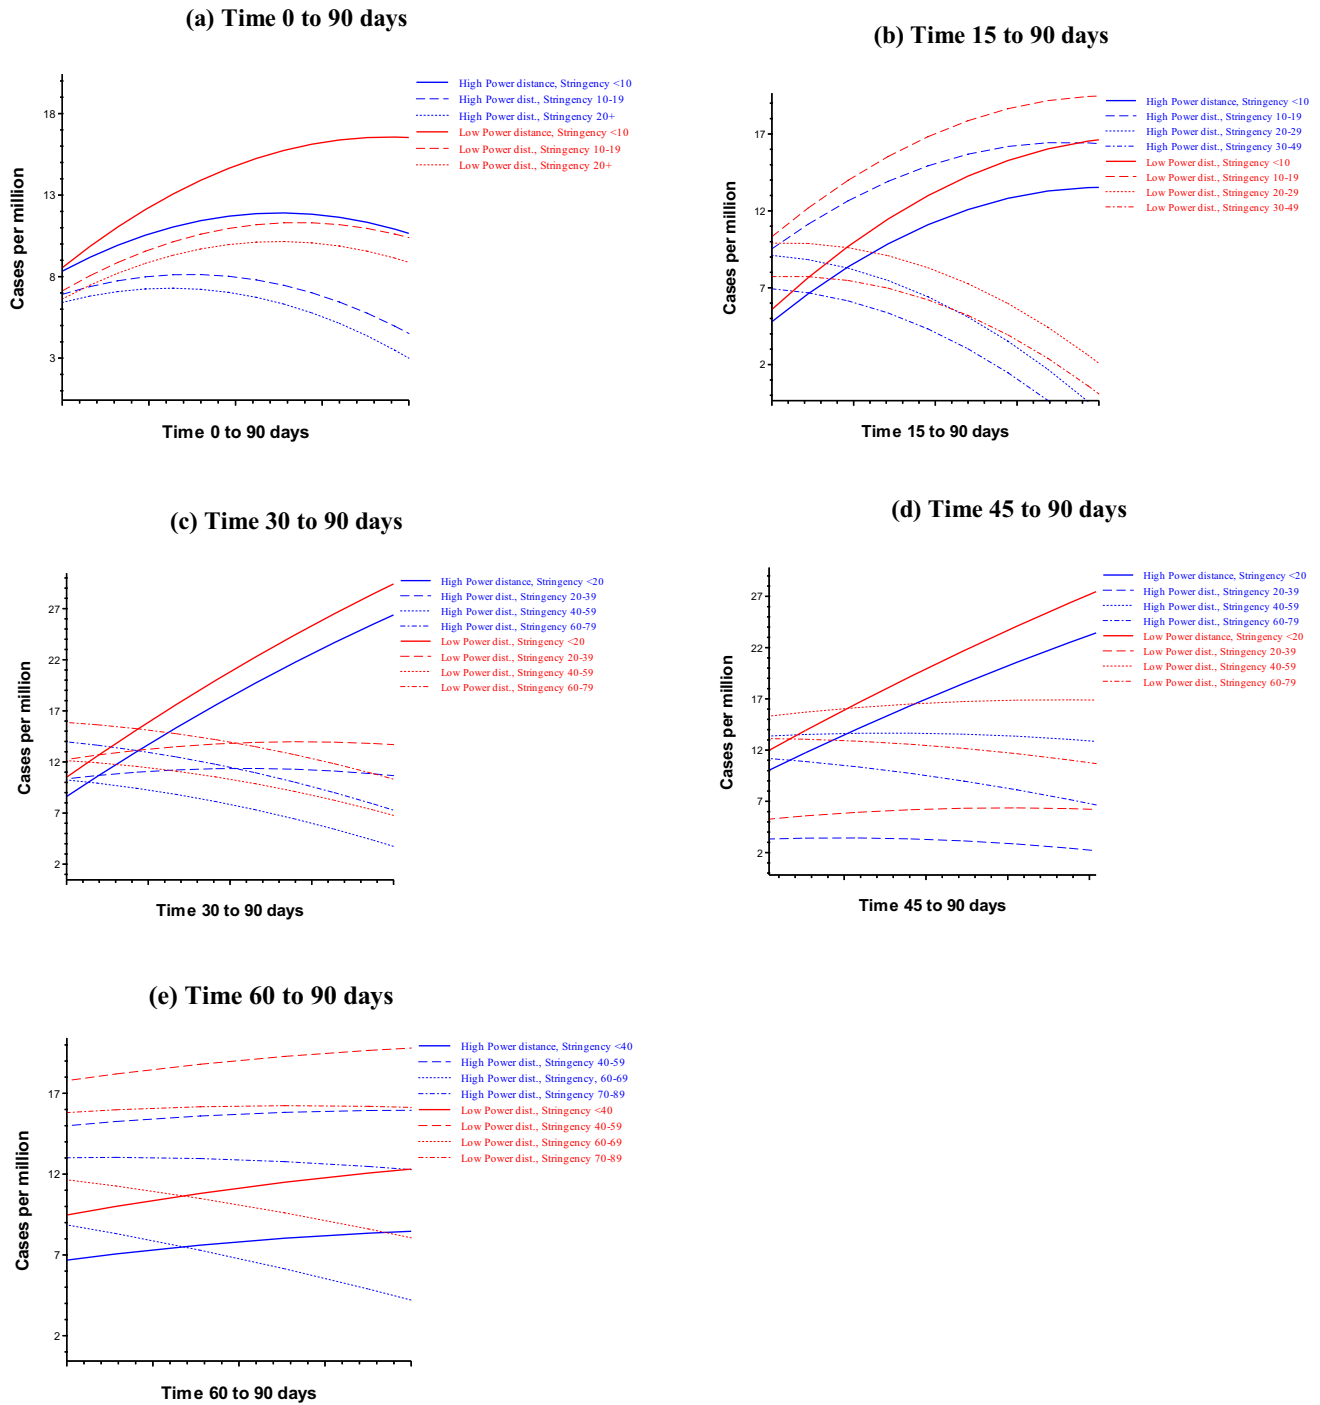 (a) Time 0 to 90 days
Cases per million
18
13
8
3
High Power distance, Stringency <10
High Power dist., Stringency 10-19
High Power dist., Stringency 20+
Low Power distance, Stringency <10
Low Power dist., Stringency 10-19
Low Power dist., Stringency 20+
Time 0 to 90 days
(b) Time 15 to 90 days
Cases per million
17
12
7
2
High Power distance, Stringency <10
High Power dist., Stringency 10-19
High Power dist., Stringency 20-29
High Power dist., Stringency 30-49
Low Power dist., Stringency <10
Low Power dist., Stringency 10-19
Low Power dist., Stringency 20-29
Low Power dist., Stringency 30-49
Time 15 to 90 days
(c) Time 30 to 90 days
Cases per million
27
22
17
12
7
2
High Power distance, Stringency <20
High Power dist., Stringency 20-39
High Power dist., Stringency 40-59
High Power dist., Stringency 60-79
Low Power dist., Stringency <20
Low Power dist., Stringency 20-39
Low Power dist., Stringency 40-59
Low Power dist., Stringency 60-79
Time 30 to 90 days
(d) Time 45 to 90 days
Cases per million
27
22
17
12
7
2
High Power distance, Stringency <20
High Power dist., Stringency 20-39
High Power dist., Stringency 40-59
High Power dist., Stringency 60-79
Low Power distance, Stringency <20
Low Power dist., Stringency 20-39
Low Power dist., Stringency 40-59
Low Power dist., Stringency 60-79
Time 45 to 90 days
(e) Time 60 to 90 days
Cases per million
17
12
7
2
High Power distance, Stringency <40
High Power dist., Stringency 40-59
High Power dist., Stringency, 60-69
High Power dist., Stringency 70-89
Low Power dist., Stringency <40
Low Power dist., Stringency 40-59
Low Power dist., Stringency 60-69
Low Power dist., Stringency 70-89
Time 60 to 90 days